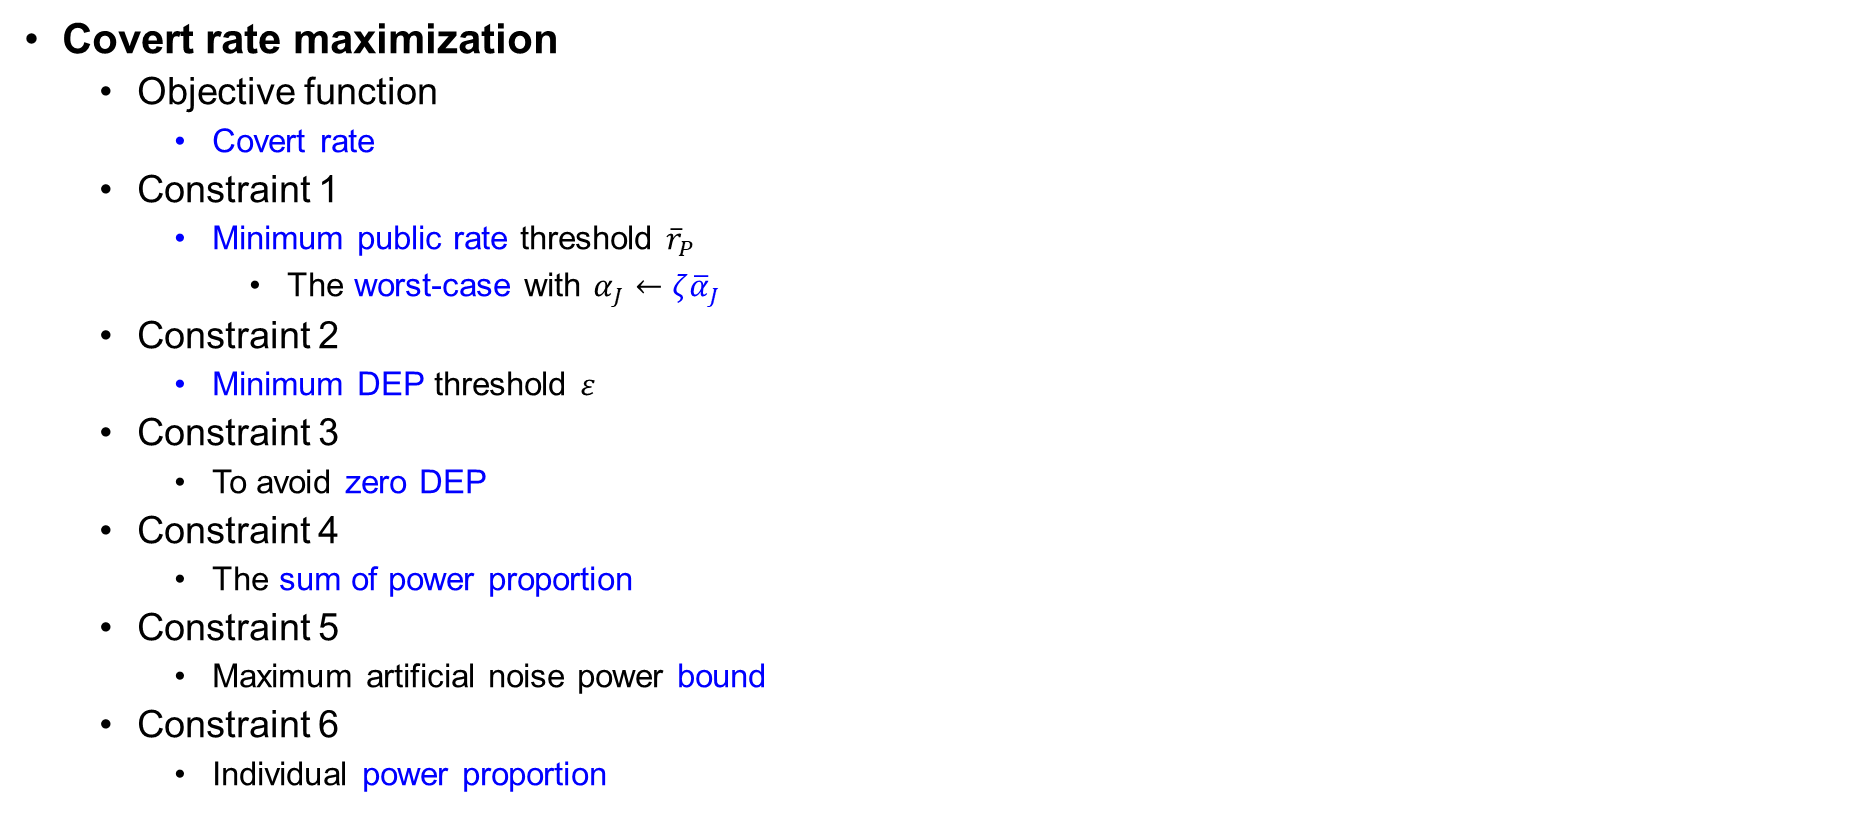 • Covert rate maximization
• Objective function
• Covert rate
• Constraint 1
• Minimum public rate threshold r̄_P
• The worst-case with α_J ← ζᾱ_J
• Constraint 2
• Minimum DEP threshold ε
• Constraint 3
• To avoid zero DEP
• Constraint 4
• The sum of power proportion
• Constraint 5
• Maximum artificial noise power bound
• Constraint 6
• Individual power proportion